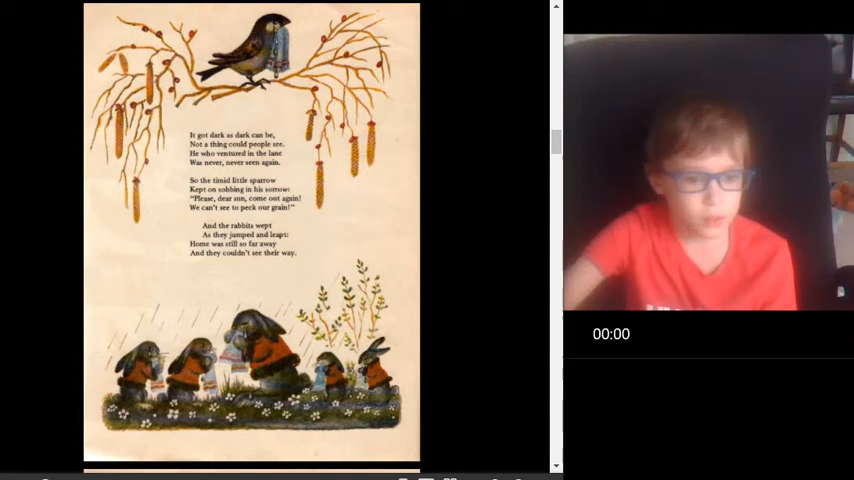 It got dark as dark can be,
Not a thing could people see.
He who ventured in the lane
Was never, never seen again.
So the timid little sparrow
Kept on sobbing in his sorrow:
"Please, dear sun, come out again!
We can't see to peck our grain!"
And the rabbits wept
As they jumped and leapt:
Home was still so far away
And they couldn't see their way.
00:00